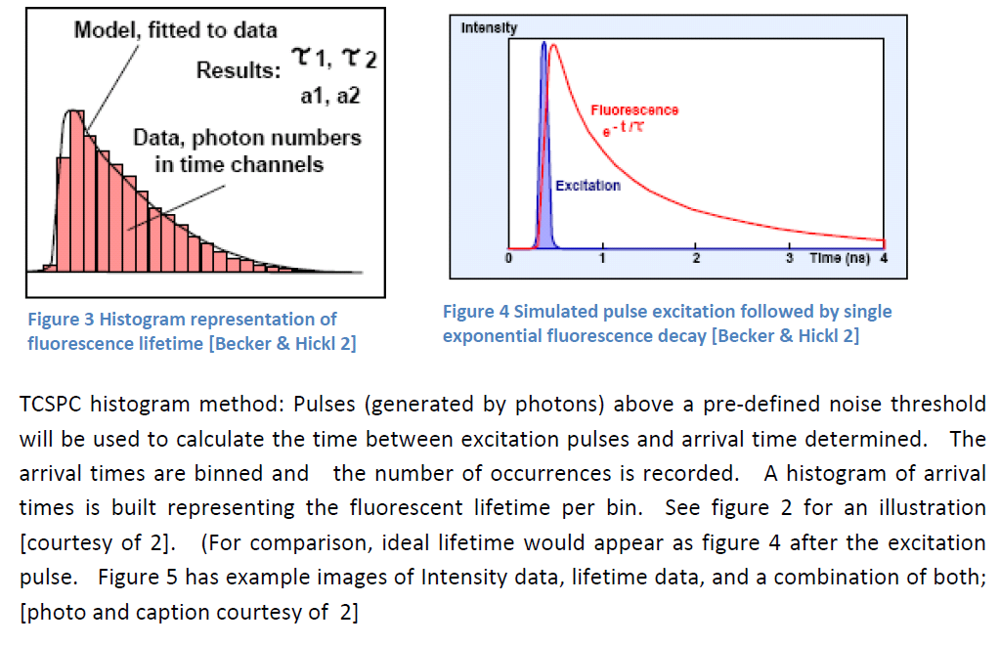 Model, fitted to data
Results: τ1, τ2
a1, a2
Data, photon numbers
in time channels
Figure 3 Histogram representation of
fluorescence lifetime [Becker & Hickl 2]
Intensity
Fluorescence
e-t/τ
Excitation
0 1 2 3 Time (ns) 4
Figure 4 Simulated pulse excitation followed by single
exponential fluorescence decay [Becker & Hickl 2]
TCSPC histogram method: Pulses (generated by photons) above a pre-defined noise threshold
will be used to calculate the time between excitation pulses and arrival time determined. The
arrival times are binned and the number of occurrences is recorded. A histogram of arrival
times is built representing the fluorescent lifetime per bin. See figure 2 for an illustration
[courtesy of 2]. (For comparison, ideal lifetime would appear as figure 4 after the excitation
pulse. Figure 5 has example images of Intensity data, lifetime data, and a combination of both;
[photo and caption courtesy of 2]